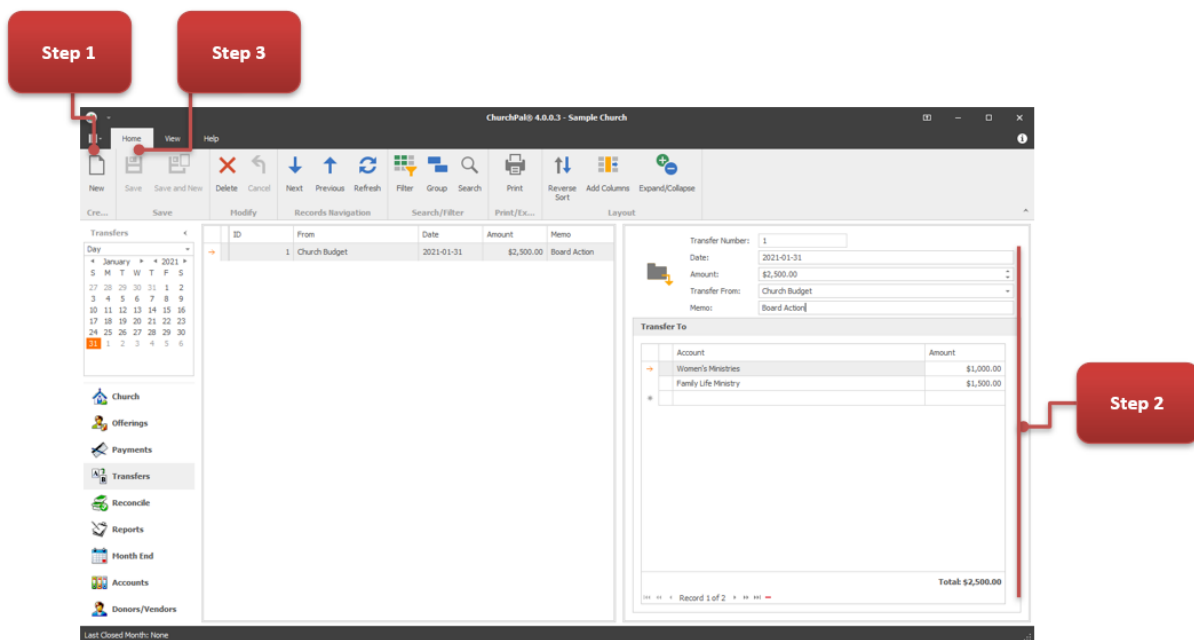 Step 1
Step 3
ChurchPal® 4.0.0.3 - Sample Church
Home View Help
New Save Save and New Delete Cancel Next Previous Refresh Filter Group Search Print Reverse Sort Add Columns Expand/Collapse
Cre... Save Modify Records Navigation Search/Filter Print/Ex... Layout
Transfers
Day
January 2021
S M T W T F S
27 28 29 30 31 1 2
3 4 5 6 7 8 9
10 11 12 13 14 15 16
17 18 19 20 21 22 23
24 25 26 27 28 29 30
31 1 2 3 4 5 6
Church
Offerings
Payments
Transfers
Reconcile
Reports
Month End
Accounts
Donors/Vendors
ID From Date Amount Memo
1 Church Budget 2021-01-31 $2,500.00 Board Action
Transfer Number: 1
Date: 2021-01-31
Amount: $2,500.00
Transfer From: Church Budget
Memo: Board Action
Transfer To
Account Amount
Women's Ministries $1,000.00
Family Life Ministry $1,500.00
Total: $2,500.00
Record 1 of 2
Step 2
Last Closed Month: None